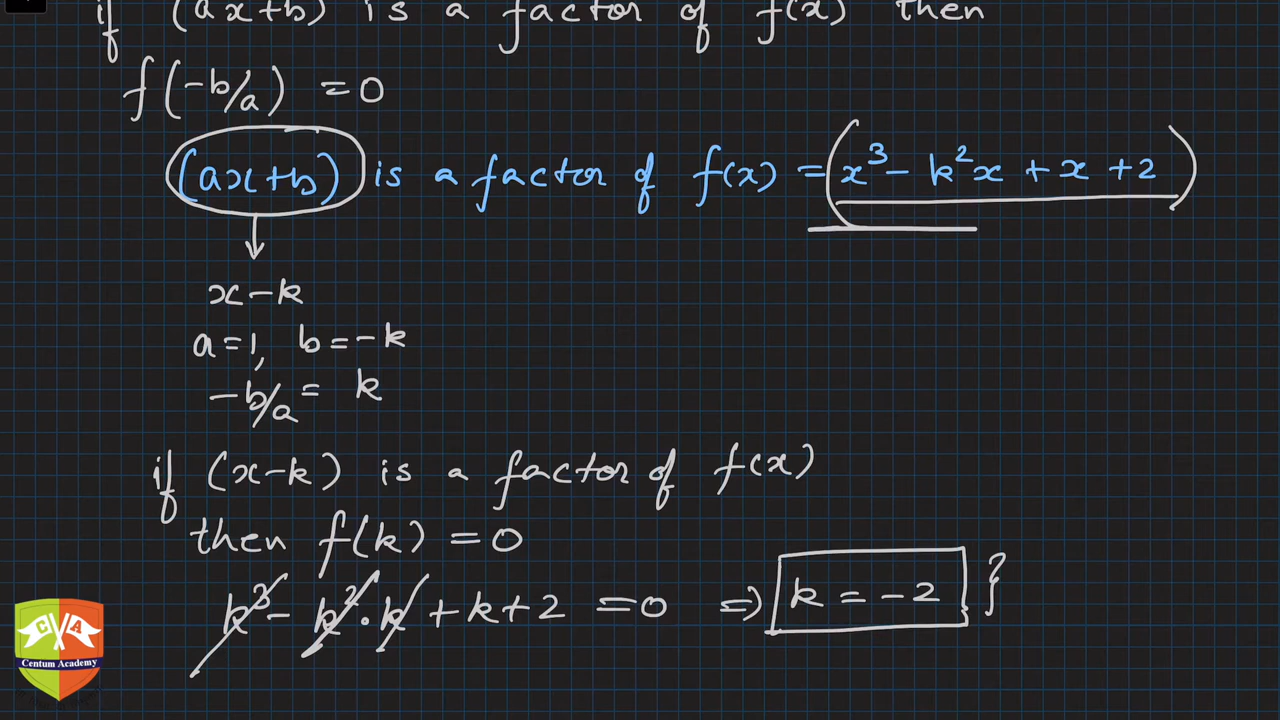 if (ax+b) is a factor of f(x) then
f(-b/a) = 0
(ax+b) is a factor of f(x) = (x³ - k²x + x + 2)
x-k
a=1, b=-k
-b/a = k
if (x-k) is a factor of f(x)
then f(k) = 0
k³ - k²·k + k + 2 = 0 ⇒ k = -2 }
C A
Centum Academy